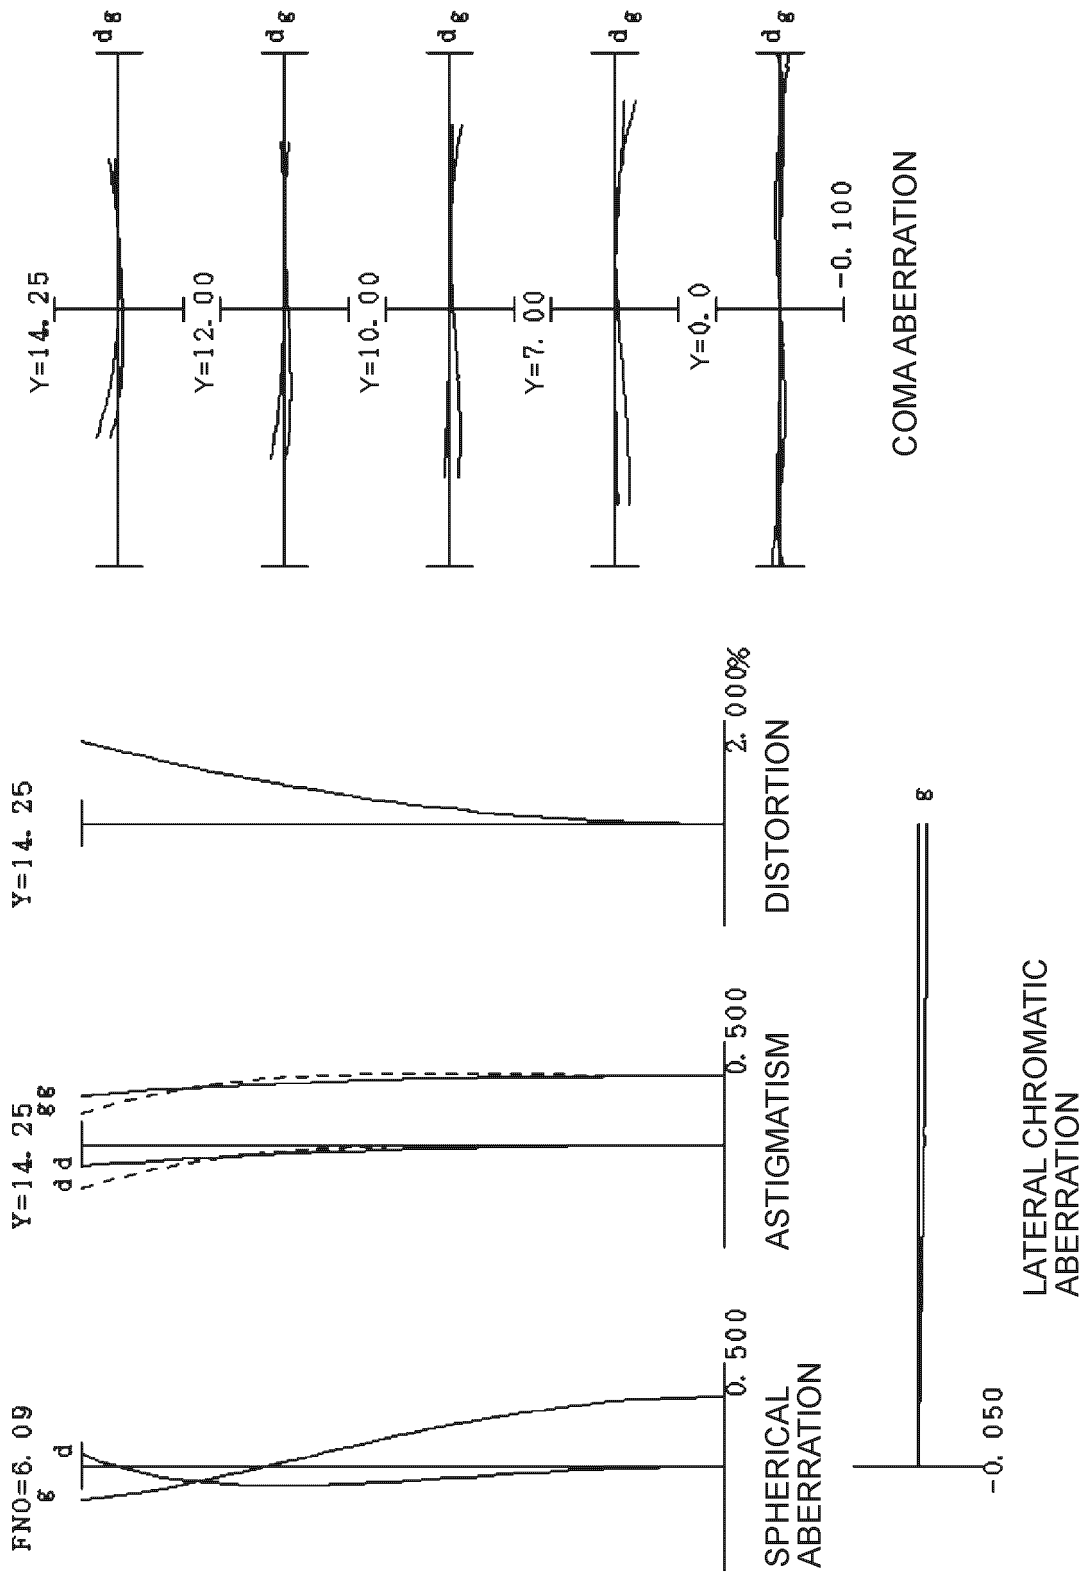 FNO=6.09
g d
0.500
SPHERICAL
ABERRATION
Y=14.25
d d g g
0.500
ASTIGMATISM
Y=14.25
2.000%
DISTORTION
Y=14.25
d g
Y=12.00
d g
Y=10.00
d g
Y=7.00
d g
Y=0.0
d g
-0.100
COMA ABERRATION
g
-0.050
LATERAL CHROMATIC
ABERRATION